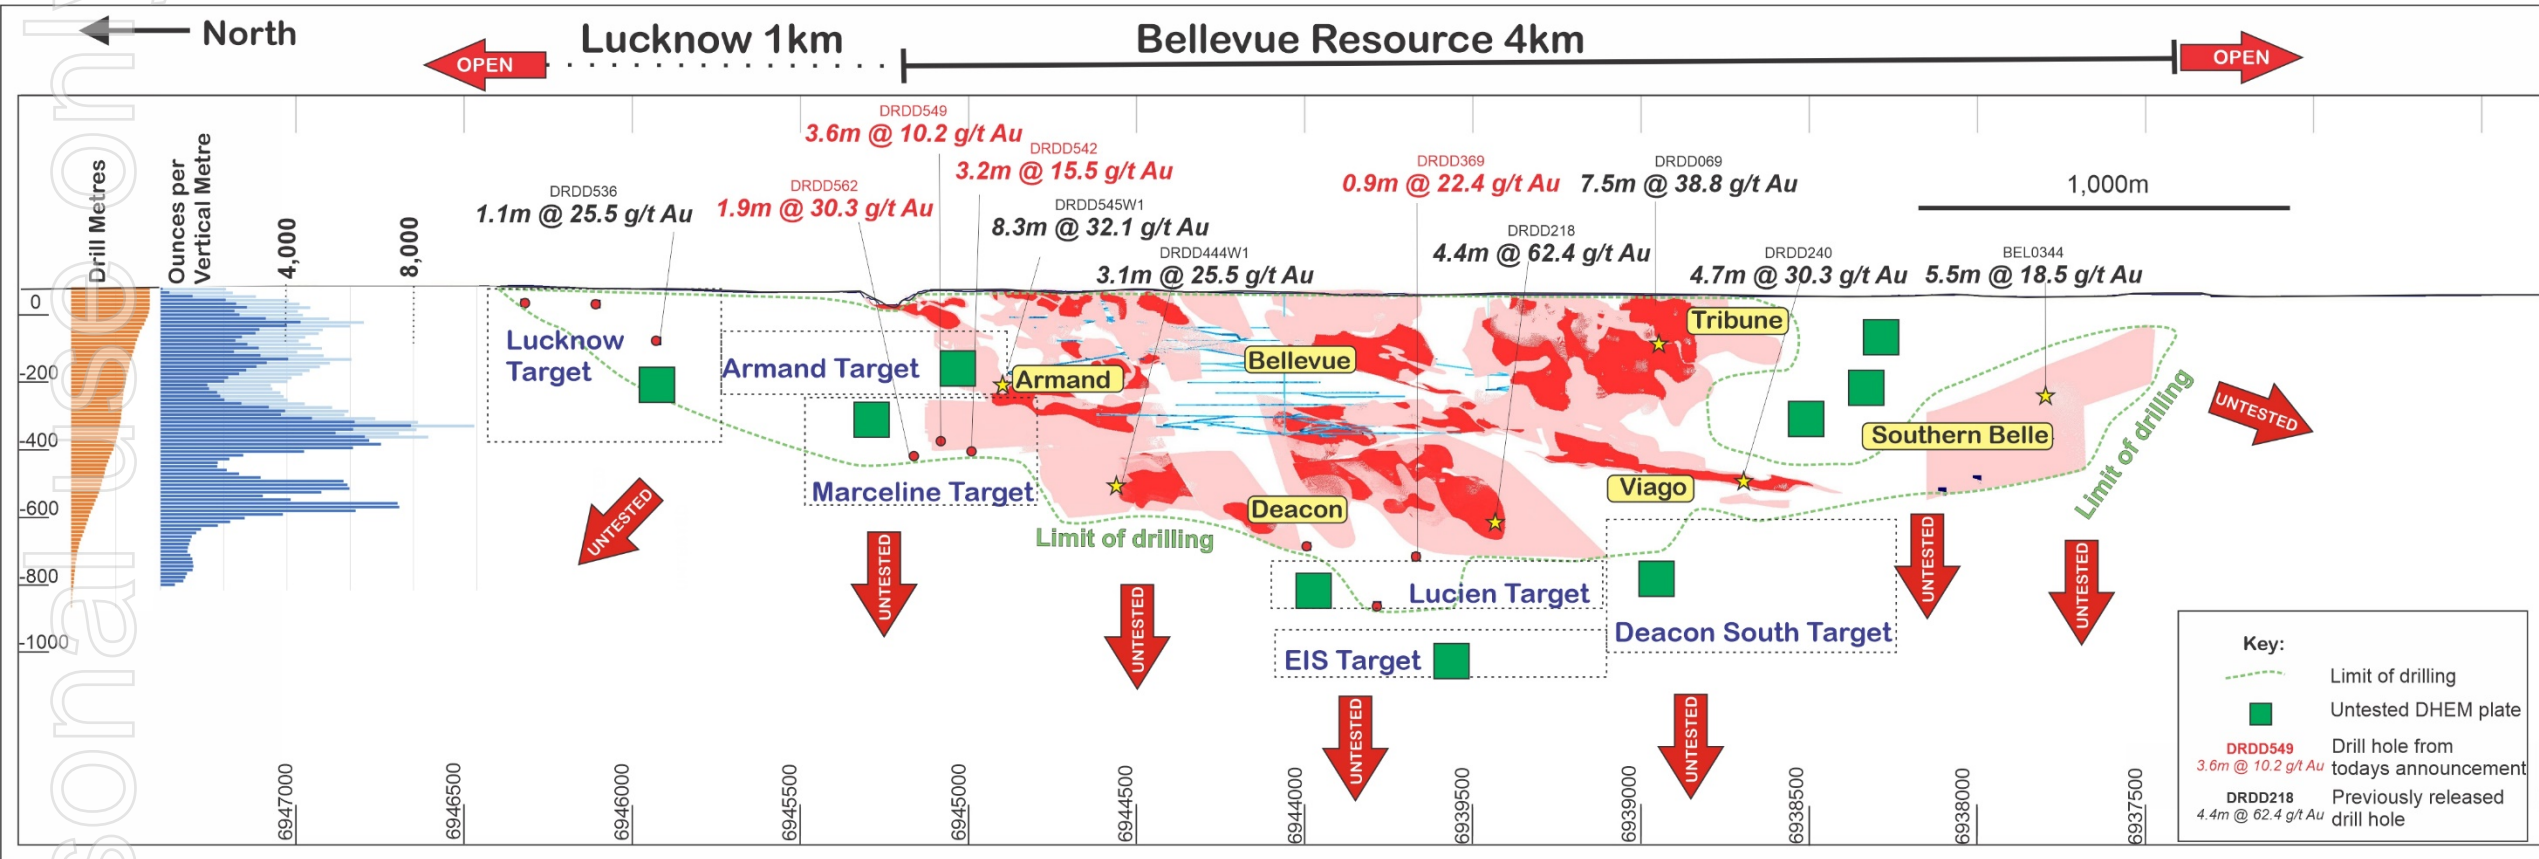 North
Lucknow 1km
Bellevue Resource 4km
OPEN
OPEN
DRDD549
3.6m @ 10.2 g/t Au
DRDD542
3.2m @ 15.5 g/t Au
DRDD562
1.9m @ 30.3 g/t Au
DRDD536
1.1m @ 25.5 g/t Au
DRDD545W1
8.3m @ 32.1 g/t Au
DRDD444W1
3.1m @ 25.5 g/t Au
DRDD369
0.9m @ 22.4 g/t Au
DRDD069
7.5m @ 38.8 g/t Au
DRDD218
4.4m @ 62.4 g/t Au
DRDD240
4.7m @ 30.3 g/t Au
BEL0344
5.5m @ 18.5 g/t Au
1,000m
Drill Metres
Ounces per
Vertical Metre
4,000
8,000
0
-200
-400
-600
-800
-1000
Lucknow
Target
Armand Target
Armand
Bellevue
Tribune
Marceline Target
Deacon
Viago
Southern Belle
Limit of drilling
Limit of drilling
Lucien Target
Deacon South Target
EIS Target
UNTESTED
UNTESTED
UNTESTED
UNTESTED
UNTESTED
UNTESTED
UNTESTED
UNTESTED
6947000
6946500
6946000
6945500
6945000
6944500
6944000
6939500
6939000
6938500
6938000
6937500
Key:
Limit of drilling
Untested DHEM plate
DRDD549
3.6m @ 10.2 g/t Au
Drill hole from
todays announcement
DRDD218
4.4m @ 62.4 g/t Au
Previously released
drill hole
sonal use only